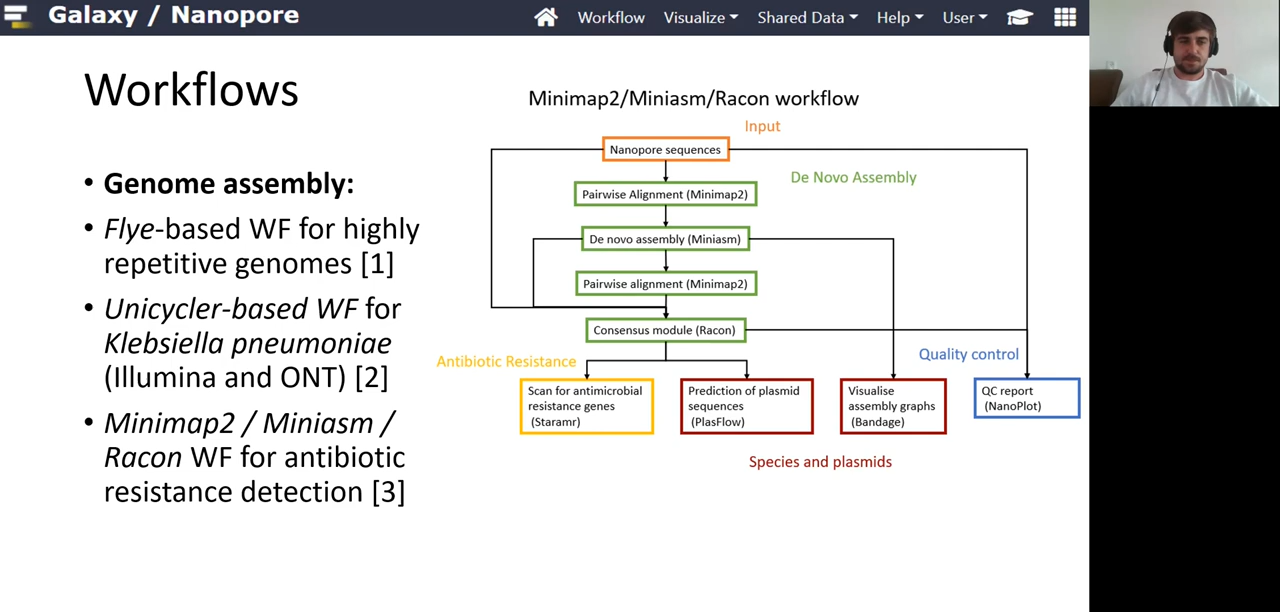 Galaxy / Nanopore
Workflow
Visualize
Shared Data
Help
User
Workflows
• Genome assembly:
• Flye-based WF for highly
repetitive genomes [1]
• Unicycler-based WF for
Klebsiella pneumoniae
(Illumina and ONT) [2]
• Minimap2 / Miniasm /
Racon WF for antibiotic
resistance detection [3]
Minimap2/Miniasm/Racon workflow
Input
Nanopore sequences
De Novo Assembly
Pairwise Alignment (Minimap2)
De novo assembly (Miniasm)
Pairwise alignment (Minimap2)
Consensus module (Racon)
Antibiotic Resistance
Quality control
Scan for antimicrobial
resistance genes
(Staramr)
Prediction of plasmid
sequences
(PlasFlow)
Visualise
assembly graphs
(Bandage)
QC report
(NanoPlot)
Species and plasmids